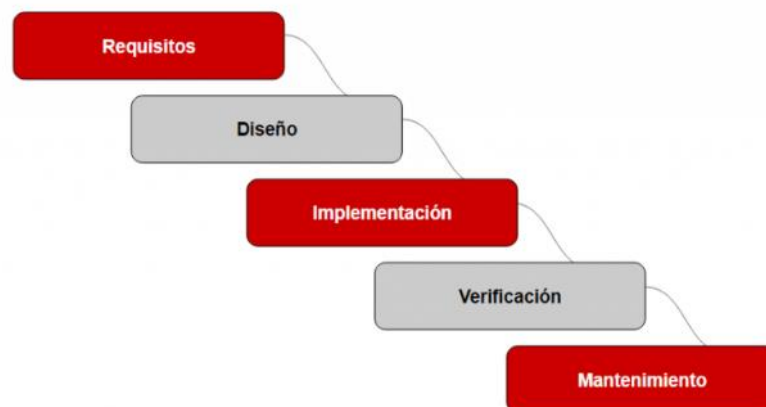 Requisitos
Diseño
Implementación
Verificación
Mantenimiento